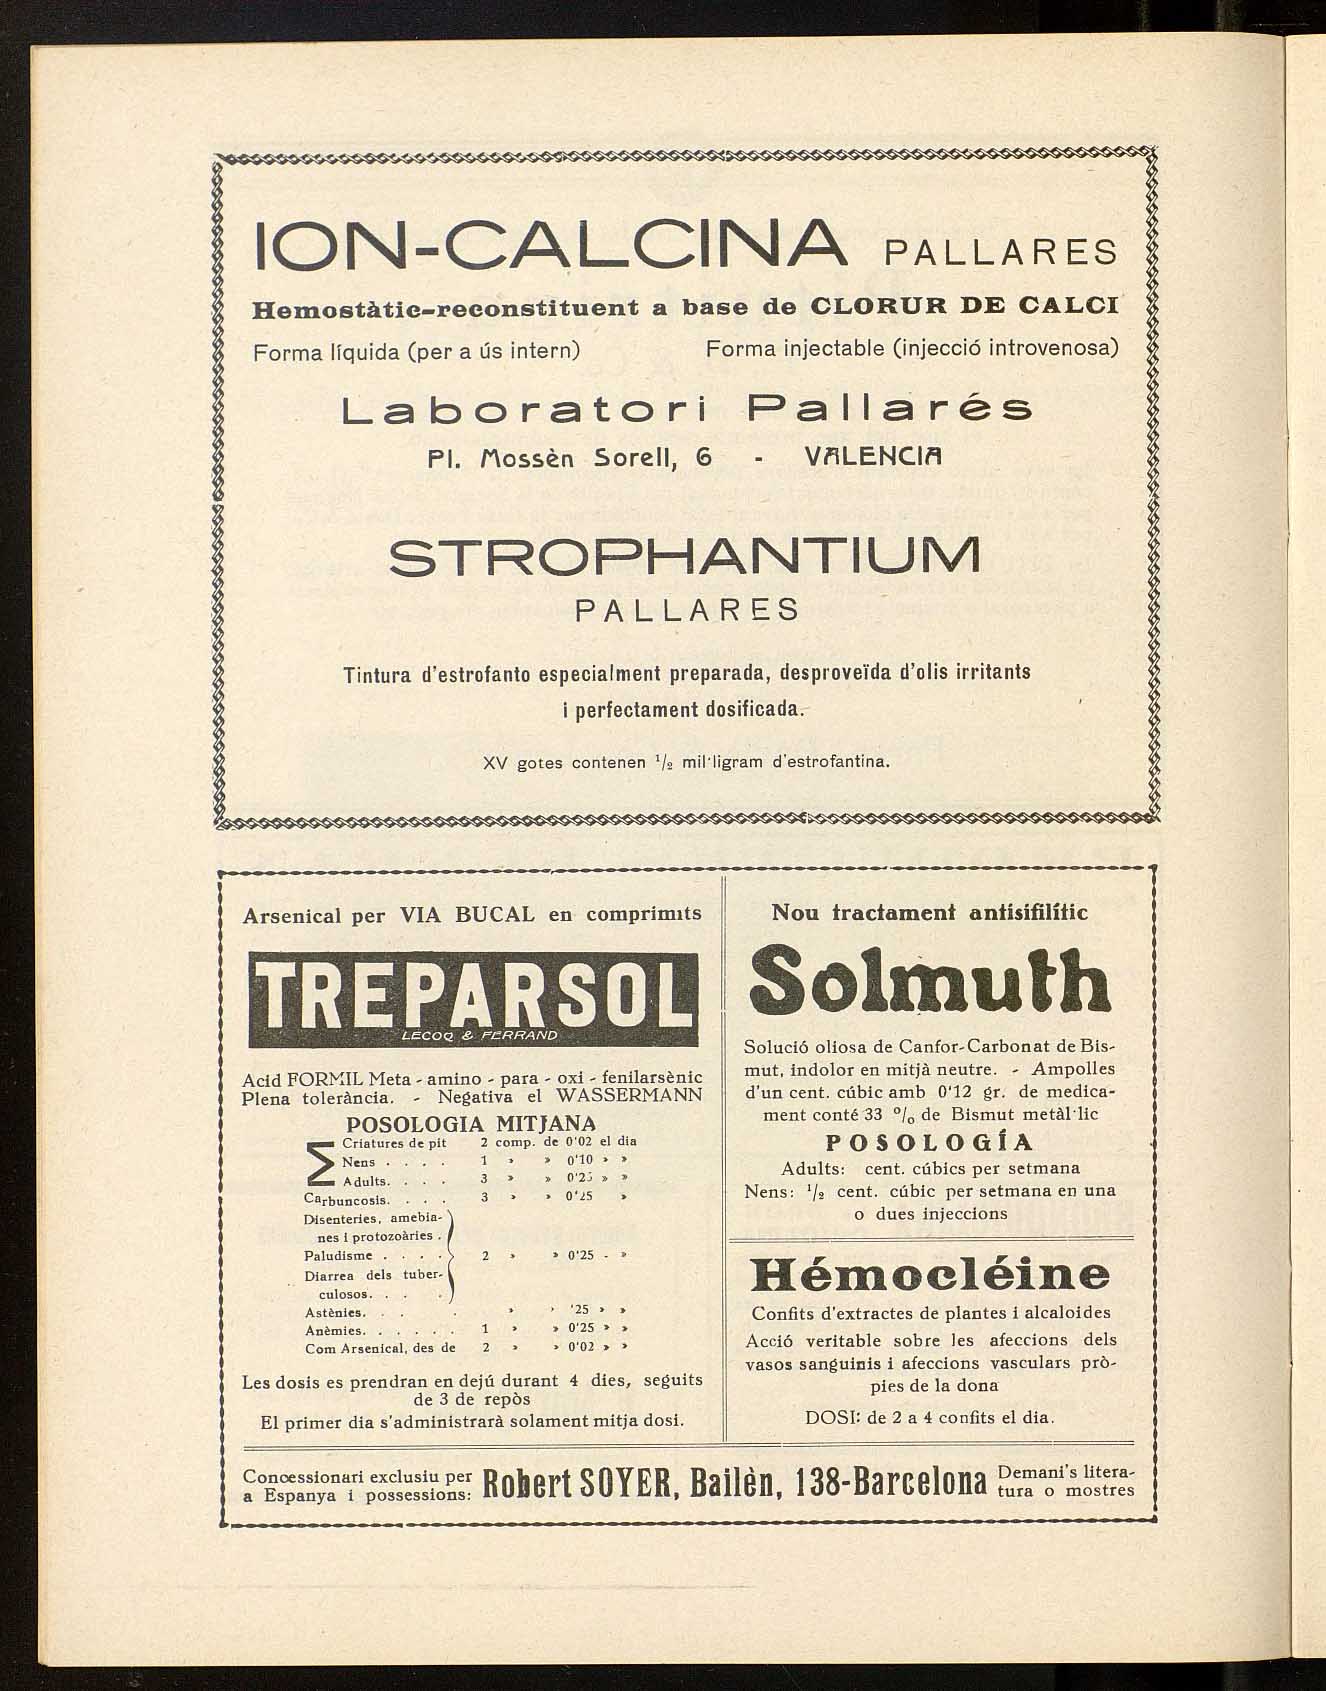 ION-CALCINA PALLARES
Hemostàtic-reconstituent a base de CLORUR DE CALCI
Forma líquida (per a ús intern) Forma injectable (injecció introvenosa)
Laboratori Pallarés
Pl. Mossèn Sorell, 6 - VALENCIA
STROPHANTIUM
PALLARES
Tintura d'estrofanto especialment preparada, desproveïda d'olis irritants
i perfectament dosificada.
XV gotes contenen 1/2 mil·ligram d'estrofantina.
Arsenical per VIA BUCAL en comprimits
TREPARSOL
LECOQ & FERRAND
Acid FORMIL Meta - amino - para - oxi - fenilarsènic
Plena tolerància. - Negativa el WASSERMANN
POSOLOGIA MITJANA
Σ
Criatures de pit 2 comp. de 0'02 el dia
Nens . . . . 1 » » 0'10 » »
Adults. . . . 3 » » » »
Carbuncosis. . . . 3 » » 0'25 »
Disenteries, amebia-
nes i protozoàries .
Paludisme . . . . 2 » » 0'25 - »
Diarrea dels tuber-
culosos. . . .
Astènies. . . . » » '25 » »
Anèmies. . . . . . 1 » » 0'25 » »
Com Arsenical, des de 2 » » 0'02 » »
Les dosis es prendran en dejú durant 4 dies, seguits
de 3 de repòs
El primer dia s'administrarà solament mitja dosi.
Nou tractament antisifilític
Solmuth
Solució oliosa de Canfor-Carbonat de Bis-
mut, indolor en mitjà neutre. - Ampolles
d'un cent. cúbic amb 0'12 gr. de medica-
ment conté 33 % de Bismut metàl·lic
POSOLOGÍA
Adults: cent. cúbics per setmana
Nens: 1/2 cent. cúbic per setmana en una
o dues injeccions
Hémocléine
Confits d'extractes de plantes i alcaloides
Acció veritable sobre les afeccions dels
vasos sanguinis i afeccions vasculars prò-
pies de la dona
DOSI: de 2 a 4 confits el dia.
Concessionari exclusiu per
a Espanya i possessions:
Robert SOYER, Bailèn, 138-Barcelona
Demani's litera-
tura o mostres